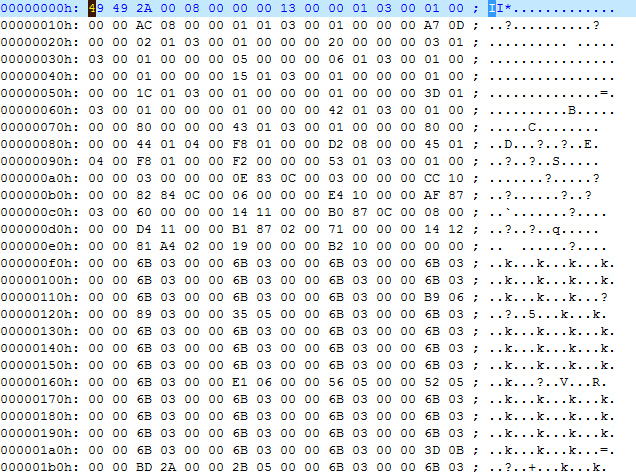 00000000h: 49 49 2A 00 08 00 00 00 13 00 00 01 03 00 01 00 ; II*.............
00000010h: 00 00 AC 08 00 00 01 01 03 00 01 00 00 00 A7 0D ; ..?...........?
00000020h: 00 00 02 01 03 00 01 00 00 00 20 00 00 00 03 01 ; .......... .....
00000030h: 03 00 01 00 00 00 05 00 00 00 06 01 03 00 01 00 ; ................
00000040h: 00 00 01 00 00 00 15 01 03 00 01 00 00 00 01 00 ; ................
00000050h: 00 00 1C 01 03 00 01 00 00 00 01 00 00 00 3D 01 ; ..............=.
00000060h: 03 00 01 00 00 00 01 00 00 00 42 01 03 00 01 00 ; ..........B.....
00000070h: 00 00 80 00 00 00 43 01 03 00 01 00 00 00 80 00 ; .....C........
00000080h: 00 00 44 01 04 00 F8 01 00 00 D2 08 00 00 45 01 ; ..D...?..?..E.
00000090h: 04 00 F8 01 00 00 F2 00 00 00 53 01 03 00 01 00 ; ..?..?..S.....
000000a0h: 00 00 03 00 00 00 0E 83 0C 00 03 00 00 00 CC 10 ; .......?.....?
000000b0h: 00 00 82 84 0C 00 06 00 00 00 E4 10 00 00 AF 87 ; ..?......?..?
000000c0h: 03 00 60 00 00 00 14 11 00 00 B0 87 0C 00 08 00 ; ..`.......?....
000000d0h: 00 00 D4 11 00 00 B1 87 02 00 71 00 00 00 14 12 ; ..?..?..q.....
000000e0h: 00 00 81 A4 02 00 19 00 00 00 B2 10 00 00 00 00 ; .. ......?....
000000f0h: 00 00 6B 03 00 00 6B 03 00 00 6B 03 00 00 6B 03 ; ..k...k...k...k.
00000100h: 00 00 6B 03 00 00 6B 03 00 00 6B 03 00 00 6B 03 ; ..k...k...k...k.
00000110h: 00 00 6B 03 00 00 6B 03 00 00 6B 03 00 00 B9 06 ; ..k...k...k...?
00000120h: 00 00 89 03 00 00 35 05 00 00 6B 03 00 00 6B 03 ; ..?..5...k...k.
00000130h: 00 00 6B 03 00 00 6B 03 00 00 6B 03 00 00 6B 03 ; ..k...k...k...k.
00000140h: 00 00 6B 03 00 00 6B 03 00 00 6B 03 00 00 6B 03 ; ..k...k...k...k.
00000150h: 00 00 6B 03 00 00 6B 03 00 00 6B 03 00 00 6B 03 ; ..k...k...k...k.
00000160h: 00 00 6B 03 00 00 E1 06 00 00 56 05 00 00 52 05 ; ..k...?..V...R.
00000170h: 00 00 6B 03 00 00 6B 03 00 00 6B 03 00 00 6B 03 ; ..k...k...k...k.
00000180h: 00 00 6B 03 00 00 6B 03 00 00 6B 03 00 00 6B 03 ; ..k...k...k...k.
00000190h: 00 00 6B 03 00 00 6B 03 00 00 6B 03 00 00 6B 03 ; ..k...k...k...k.
000001a0h: 00 00 6B 03 00 00 6B 03 00 00 6B 03 00 00 3D 0B ; ..k...k...k...=.
000001b0h: 00 00 BD 2A 00 00 2B 05 00 00 6B 03 00 00 6B 03 ; ..?..+...k...k.